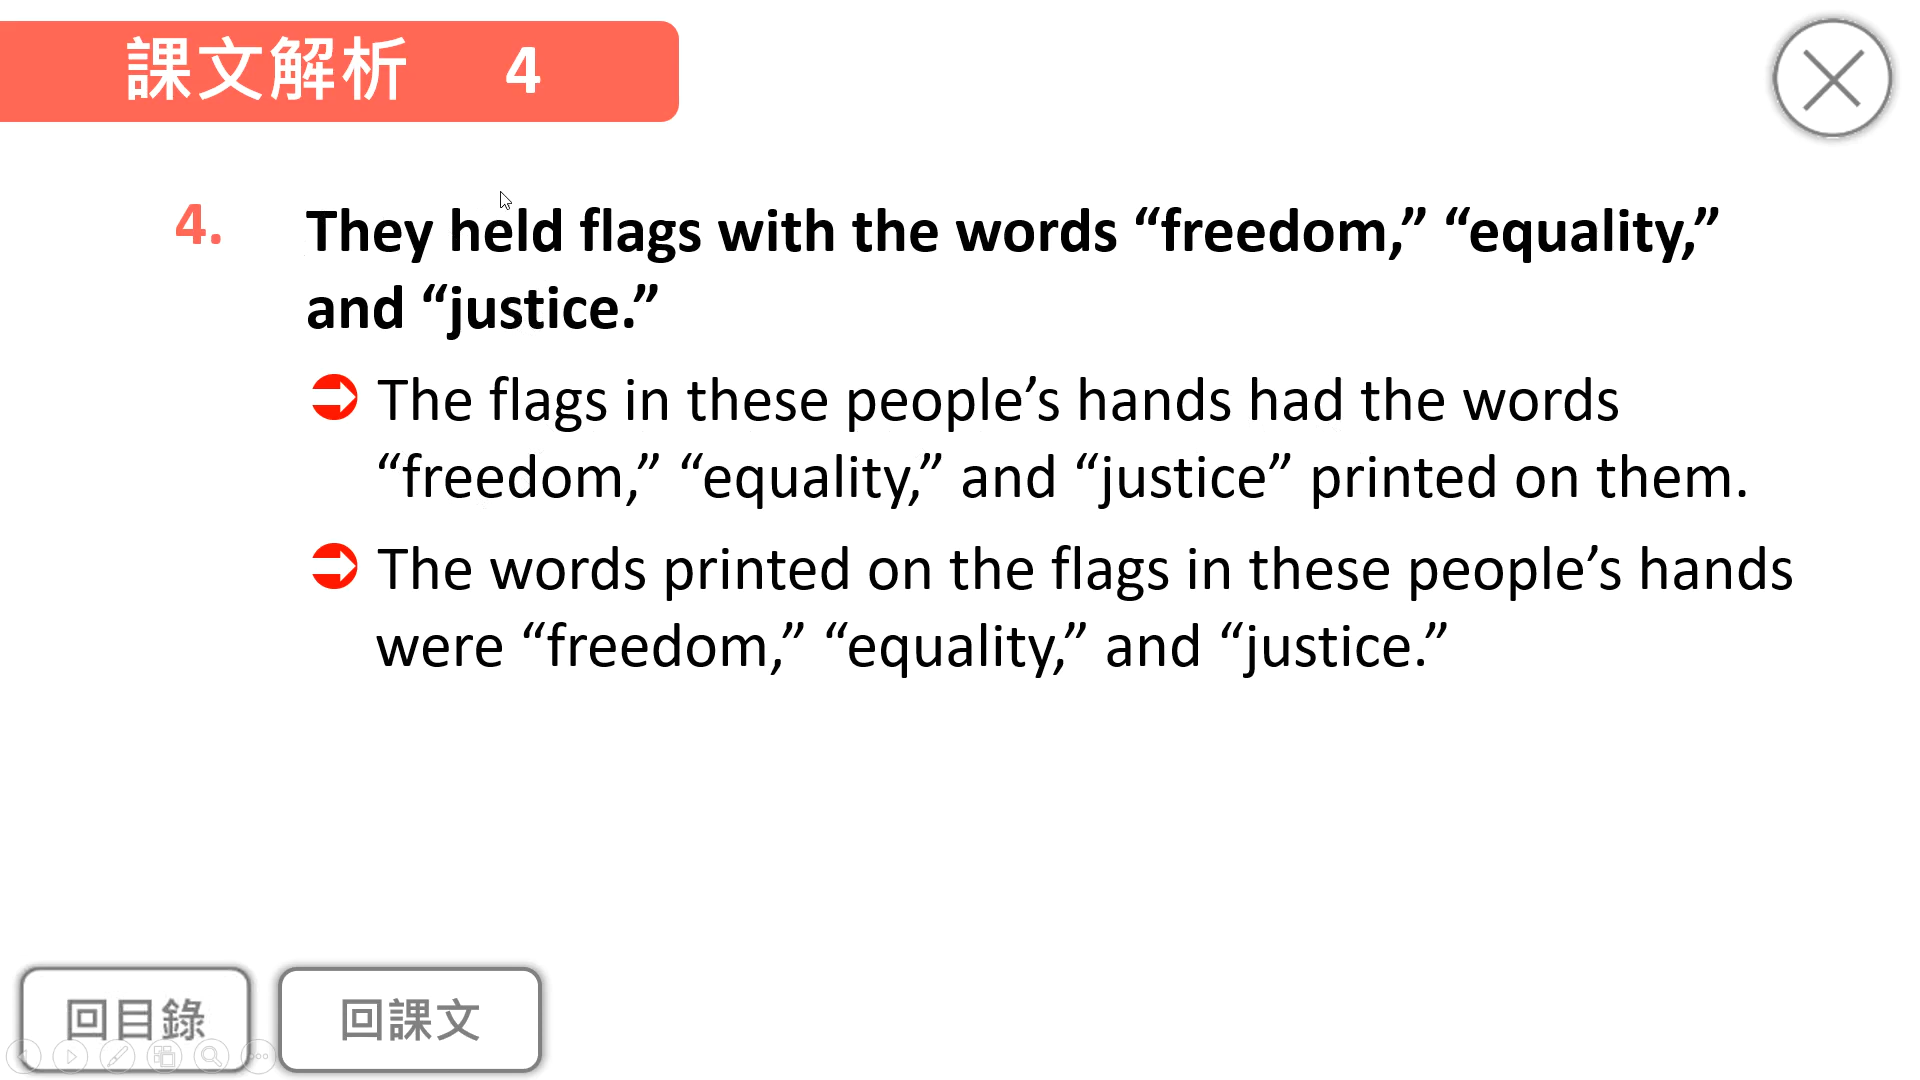 課文解析 4
4. They held flags with the words “freedom,” “equality,”
and “justice.”
The flags in these people’s hands had the words
“freedom,” “equality,” and “justice” printed on them.
The words printed on the flags in these people’s hands
were “freedom,” “equality,” and “justice.”
回目錄 回課文